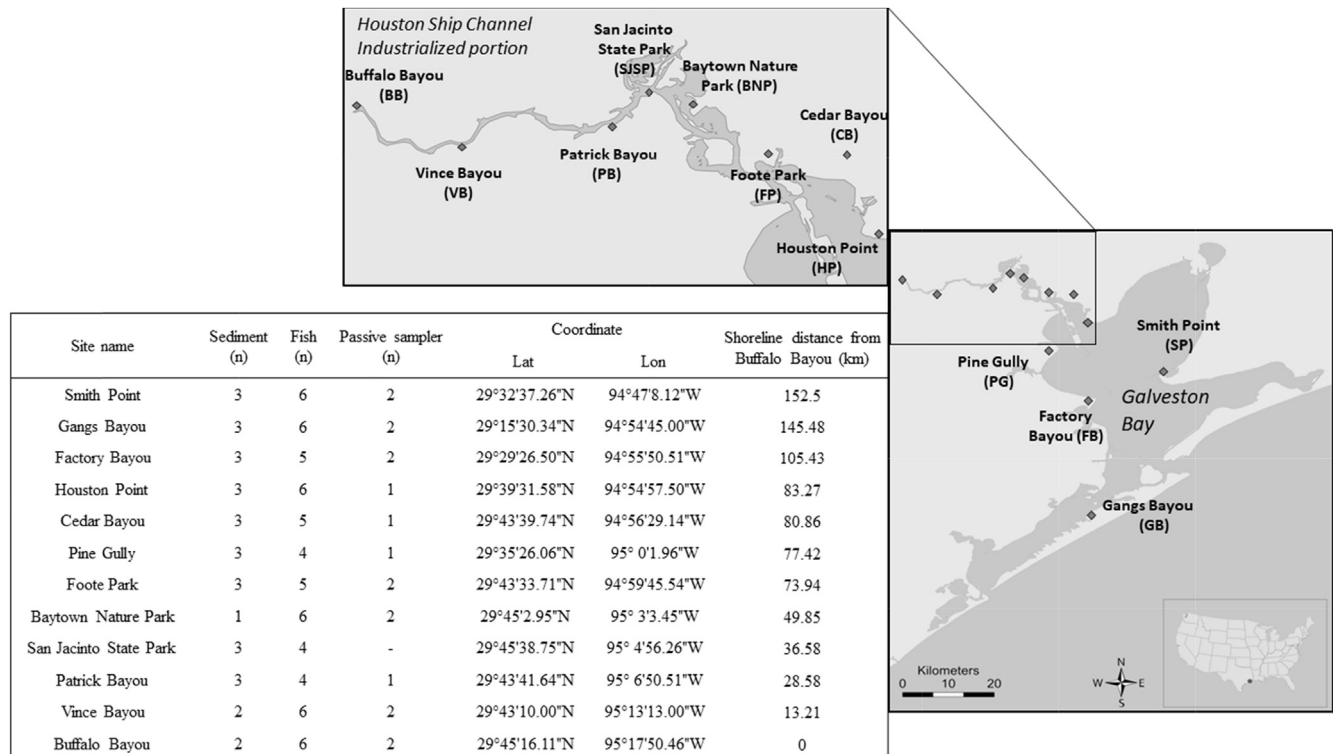 Houston Ship Channel
Industrialized portion
San Jacinto
State Park
(SJSP)
Baytown Nature
Park (BNP)
Buffalo Bayou
(BB)
Cedar Bayou
(CB)
Vince Bayou
(VB)
Patrick Bayou
(PB)
Foote Park
(FP)
Houston Point
(HP)
Smith Point
(SP)
Pine Gully
(PG)
Galveston
Bay
Factory
Bayou (FB)
Gangs Bayou
(GB)
Kilometers
0 10 20
N
W E
S
Site name Sediment (n) Fish (n) Passive sampler (n) Coordinate Shoreline distance from Buffalo Bayou (km)
Lat Lon
Smith Point 3 6 2 29°32'37.26"N 94°47'8.12"W 152.5
Gangs Bayou 3 6 2 29°15'30.34"N 94°54'45.00"W 145.48
Factory Bayou 3 5 2 29°29'26.50"N 94°55'50.51"W 105.43
Houston Point 3 6 1 29°39'31.58"N 94°54'57.50"W 83.27
Cedar Bayou 3 5 1 29°43'39.74"N 94°56'29.14"W 80.86
Pine Gully 3 4 1 29°35'26.06"N 95° 0'1.96"W 77.42
Foote Park 3 5 2 29°43'33.71"N 94°59'45.54"W 73.94
Baytown Nature Park 1 6 2 29°45'2.95"N 95° 3'3.45"W 49.85
San Jacinto State Park 3 4 - 29°45'38.75"N 95° 4'56.26"W 36.58
Patrick Bayou 3 4 1 29°43'41.64"N 95° 6'50.51"W 28.58
Vince Bayou 2 6 2 29°43'10.00"N 95°13'13.00"W 13.21
Buffalo Bayou 2 6 2 29°45'16.11"N 95°17'50.46"W 0